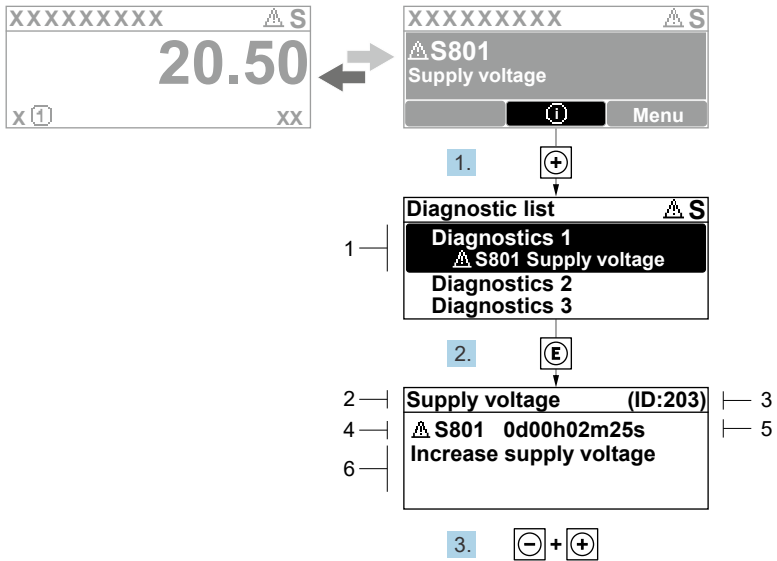 XXXXXXXXX ⚠ S
20.50
X ① XX
XXXXXXXXX ⚠ S
⚠S801
Supply voltage
ⓘ Menu
1. +
Diagnostic list ⚠ S
1
Diagnostics 1
⚠ S801 Supply voltage
Diagnostics 2
Diagnostics 3
2. E
2 Supply voltage (ID:203) 3
4 ⚠ S801 0d00h02m25s 5
6 Increase supply voltage
3. - + +